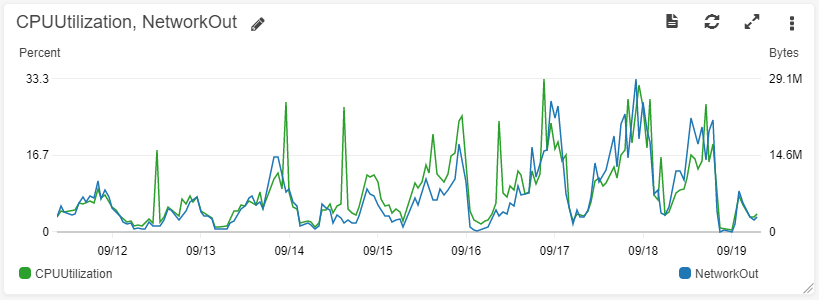 CPUUtilization, NetworkOut
Percent Bytes
33.3 29.1M
16.7 14.6M
0 0
09/12 09/13 09/14 09/15 09/16 09/17 09/18 09/19
CPUUtilization NetworkOut